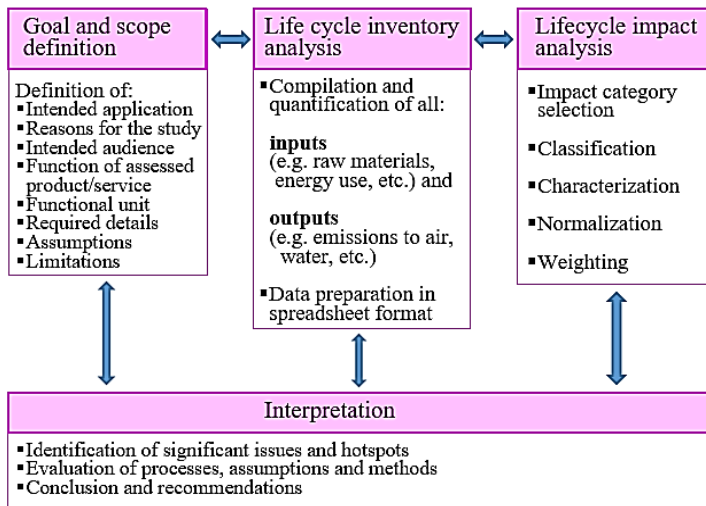 Goal and scope
definition
Definition of:
▪Intended application
▪Reasons for the study
▪Intended audience
▪Function of assessed
product/service
▪Functional unit
▪Required details
▪Assumptions
▪Limitations
Life cycle inventory
analysis
▪Compilation and
quantification of all:
inputs
(e.g. raw materials,
energy use, etc.) and
outputs
(e.g. emissions to air,
water, etc.)
▪Data preparation in
spreadsheet format
Lifecycle impact
analysis
▪Impact category
selection
▪Classification
▪Characterization
▪Normalization
▪Weighting
Interpretation
▪Identification of significant issues and hotspots
▪Evaluation of processes, assumptions and methods
▪Conclusion and recommendations